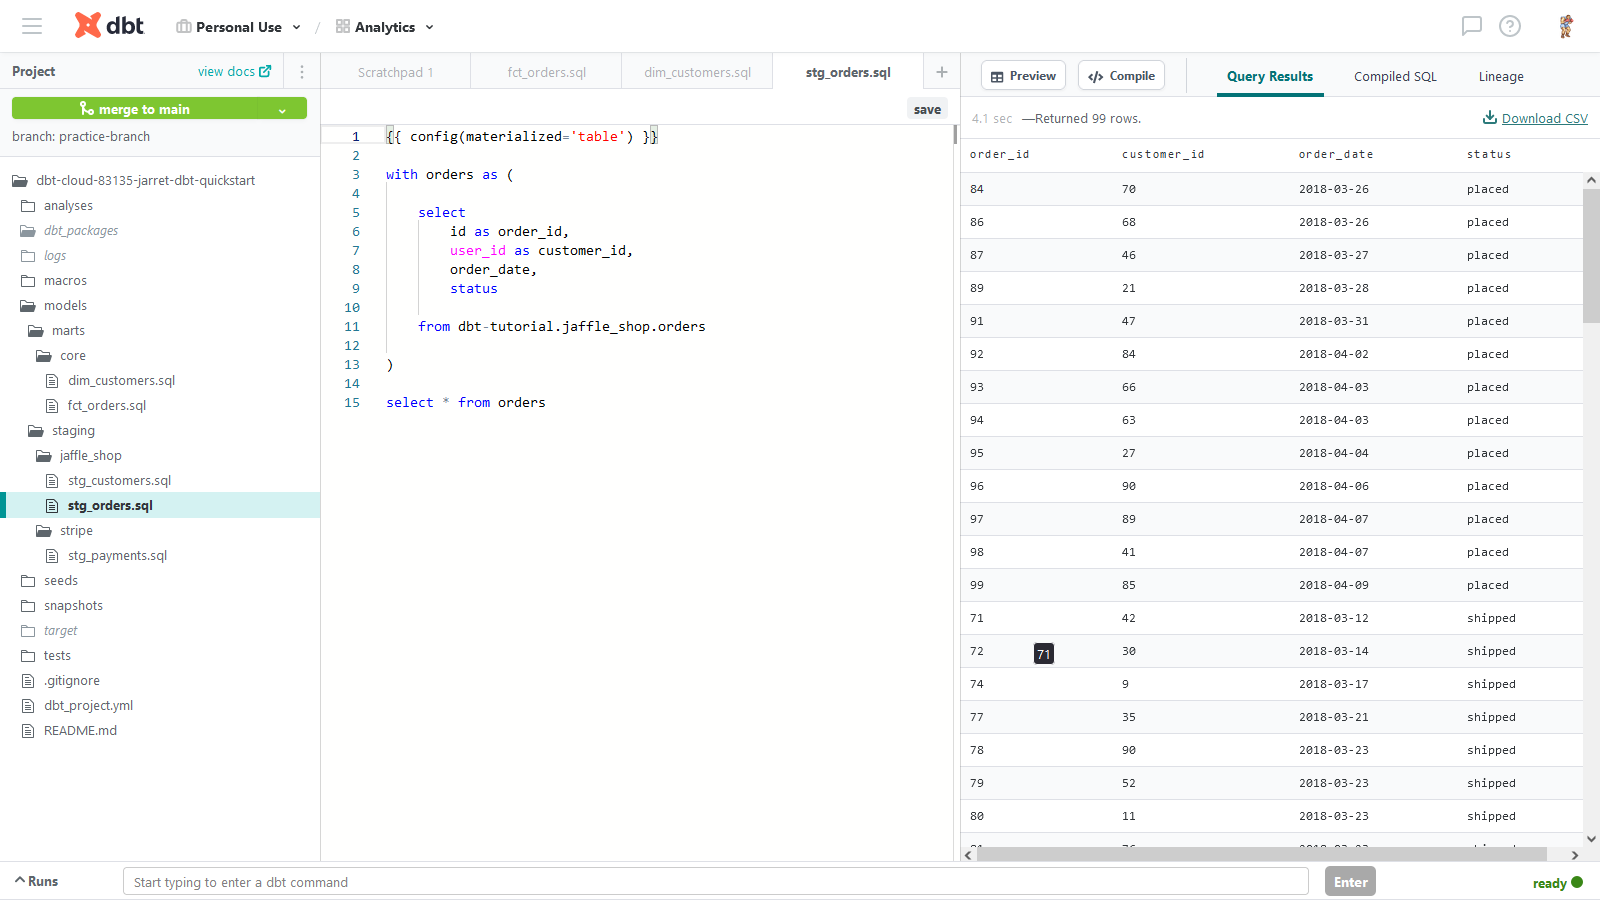 dbt Personal Use / Analytics
Project view docs
merge to main
branch: practice-branch
dbt-cloud-83135-jarret-dbt-quickstart
analyses
dbt_packages
logs
macros
models
marts
core
dim_customers.sql
fct_orders.sql
staging
jaffle_shop
stg_customers.sql
stg_orders.sql
stripe
stg_payments.sql
seeds
snapshots
target
tests
.gitignore
dbt_project.yml
README.md
Scratchpad 1 fct_orders.sql dim_customers.sql stg_orders.sql +
save
1 {{ config(materialized='table') }}
2
3 with orders as (
4
5 select
6 id as order_id,
7 user_id as customer_id,
8 order_date,
9 status
10
11 from dbt-tutorial.jaffle_shop.orders
12
13 )
14
15 select * from orders
Preview </> Compile Query Results Compiled SQL Lineage
4.1 sec —Returned 99 rows. Download CSV
order_id customer_id order_date status
84 70 2018-03-26 placed
86 68 2018-03-26 placed
87 46 2018-03-27 placed
89 21 2018-03-28 placed
91 47 2018-03-31 placed
92 84 2018-04-02 placed
93 66 2018-04-03 placed
94 63 2018-04-03 placed
95 27 2018-04-04 placed
96 90 2018-04-06 placed
97 89 2018-04-07 placed
98 41 2018-04-07 placed
99 85 2018-04-09 placed
71 42 2018-03-12 shipped
72 71 30 2018-03-14 shipped
74 9 2018-03-17 shipped
77 35 2018-03-21 shipped
78 90 2018-03-23 shipped
79 52 2018-03-23 shipped
80 11 2018-03-23 shipped
Runs Start typing to enter a dbt command Enter ready